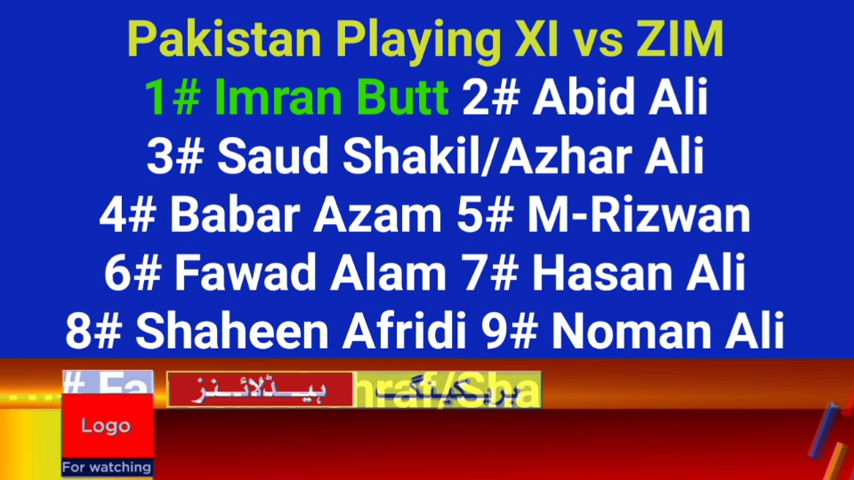 Pakistan Playing XI vs ZIM
1# Imran Butt 2# Abid Ali
3# Saud Shakil/Azhar Ali
4# Babar Azam 5# M-Rizwan
6# Fawad Alam 7# Hasan Ali
8# Shaheen Afridi 9# Noman Ali
ہیڈلائنز بریکینگ
Logo
For watching